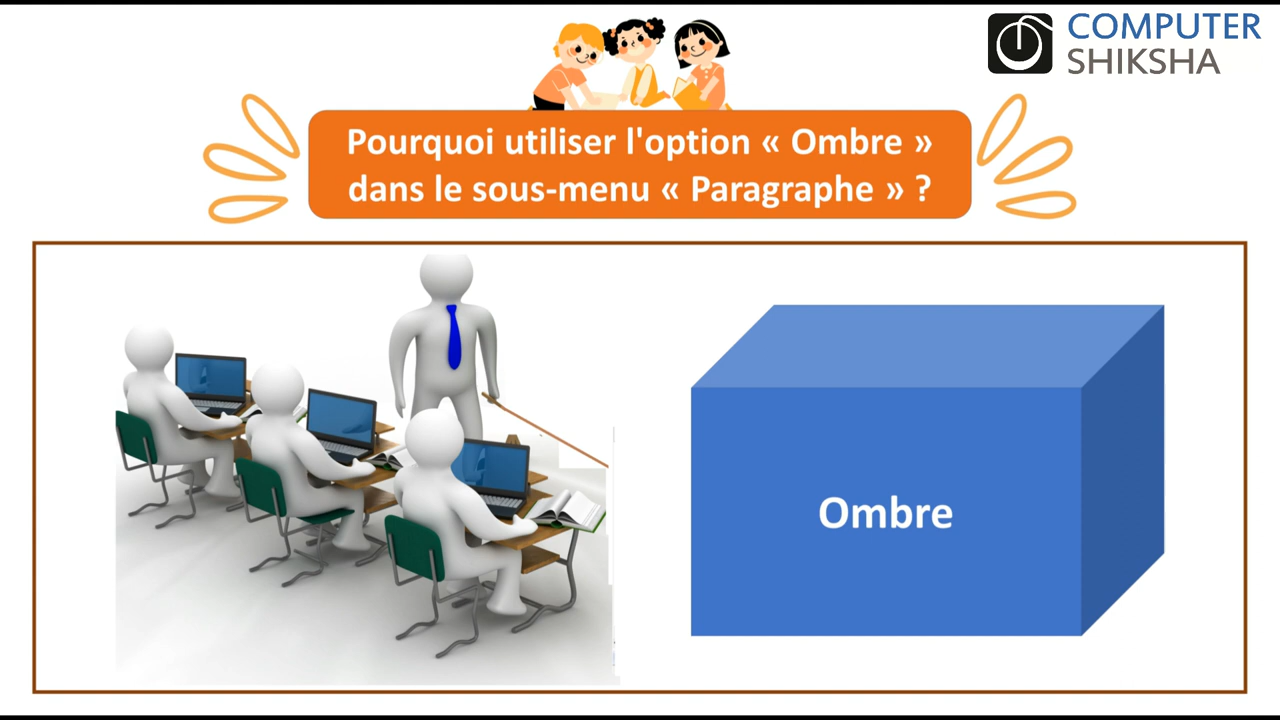 COMPUTER
SHIKSHA
Pourquoi utiliser l'option « Ombre »
dans le sous-menu « Paragraphe » ?
Ombre